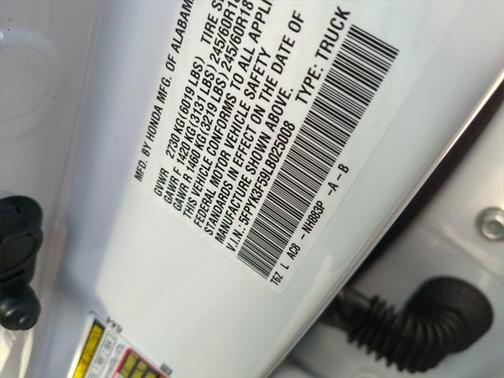 MFD. BY HONDA MFG. OF ALABAMA
GVWR 2730 KG (6019 LBS) TIRE
GAWR F 1420 KG (3131 LBS) 245/60R18
GAWR R 1460 KG (3219 LBS) 245/60R18
THIS VEHICLE CONFORMS TO ALL APPLI
FEDERAL MOTOR VEHICLE SAFETY
STANDARDS IN EFFECT ON THE DATE OF
MANUFACTURE SHOWN ABOVE.
V.I.N.: 5FPYK3F59LB025008
TYPE: TRUCK
T6Z L AC8 - NH883P - A - B